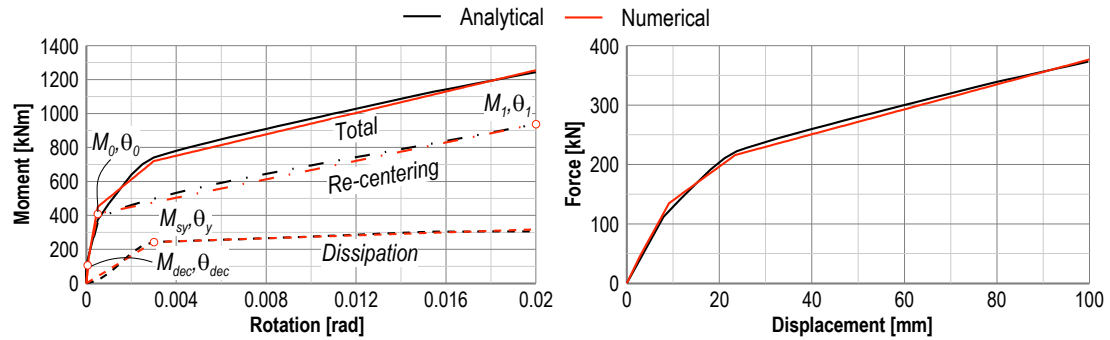 Analytical Numerical
1400
1200
1000
800
600
400
200
0
Moment [kNm]
M0,θ0
M1,θ1
Total
Re-centering
Msy,θy
Mdec,θdec
Dissipation
0 0.004 0.008 0.012 0.016 0.02
Rotation [rad]
400
300
200
100
0
Force [kN]
0 20 40 60 80 100
Displacement [mm]